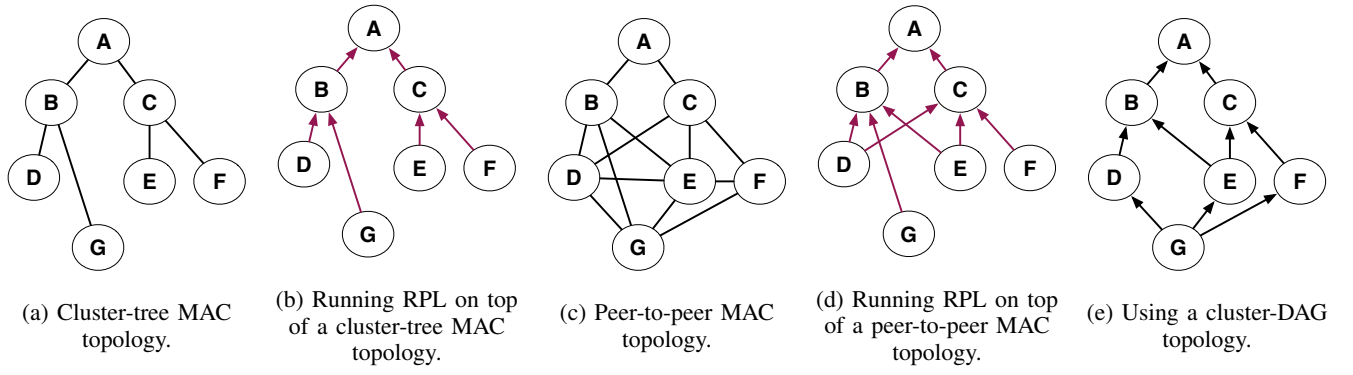 A
B
C
D
E
F
G
(a) Cluster-tree MAC
topology.
A
B
C
D
E
F
G
(b) Running RPL on top
of a cluster-tree MAC
topology.
A
B
C
D
E
F
G
(c) Peer-to-peer MAC
topology.
A
B
C
D
E
F
G
(d) Running RPL on top
of a peer-to-peer MAC
topology.
A
B
C
D
E
F
G
(e) Using a cluster-DAG
topology.